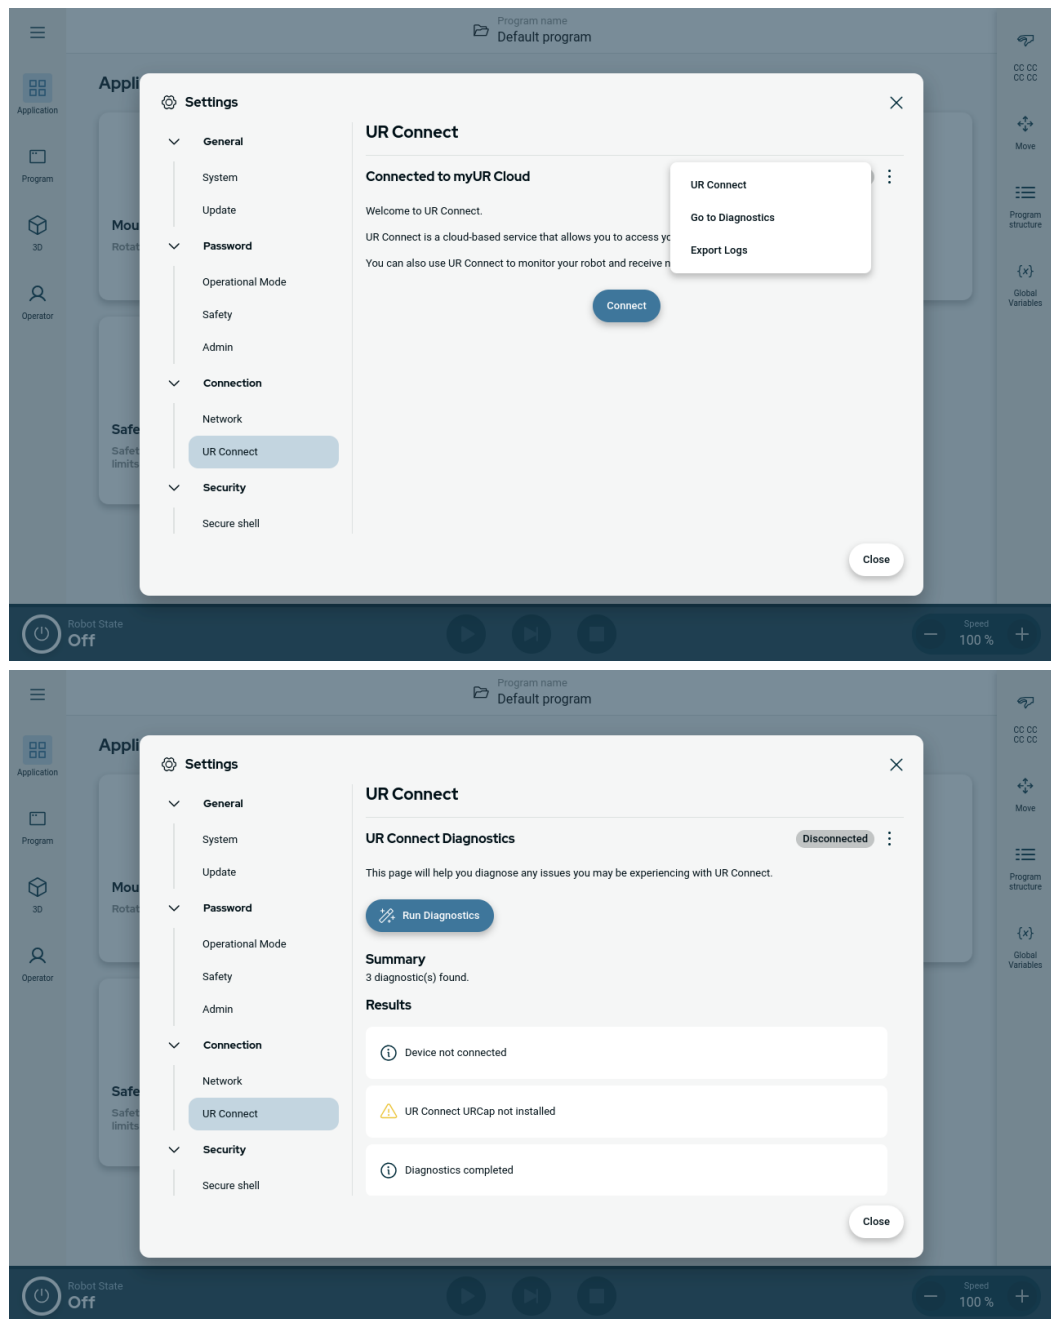 Program name
Default program
Application
Program
3D
Operator
Appli
Mou
Rotat
Safe
Safet
limits
CC CC
CC CC
Move
Program
structure
Global
Variables
Settings
General
System
Update
Password
Operational Mode
Safety
Admin
Connection
Network
UR Connect
Security
Secure shell
UR Connect
Connected to myUR Cloud
Welcome to UR Connect.
UR Connect is a cloud-based service that allows you to access yo
You can also use UR Connect to monitor your robot and receive n
UR Connect
Go to Diagnostics
Export Logs
Connect
Close
Robot State
Off
Speed
100 %
Program name
Default program
Application
Program
3D
Operator
Appli
Mou
Rotat
Safe
Safet
limits
CC CC
CC CC
Move
Program
structure
{x}
Global
Variables
Settings
General
System
Update
Password
Operational Mode
Safety
Admin
Connection
Network
UR Connect
Security
Secure shell
UR Connect
UR Connect Diagnostics
Disconnected
This page will help you diagnose any issues you may be experiencing with UR Connect.
Run Diagnostics
Summary
3 diagnostic(s) found.
Results
Device not connected
UR Connect URCap not installed
Diagnostics completed
Close
Robot State
Off
Speed
100 %